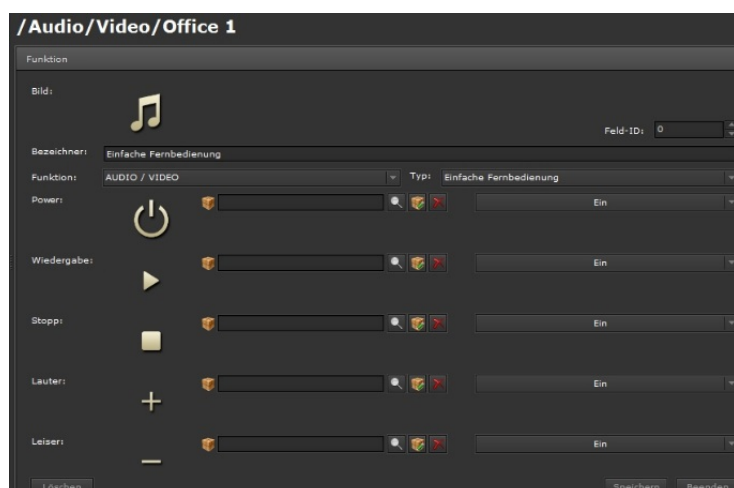 /Audio/Video/Office 1
Funktion
Bild:
Feld-ID: 0
Bezeichner: Einfache Fernbedienung
Funktion: AUDIO / VIDEO Typ: Einfache Fernbedienung
Power: Ein
Wiedergabe: Ein
Stopp: Ein
Lauter: Ein
Leiser: Ein
Löschen Speichern Beenden